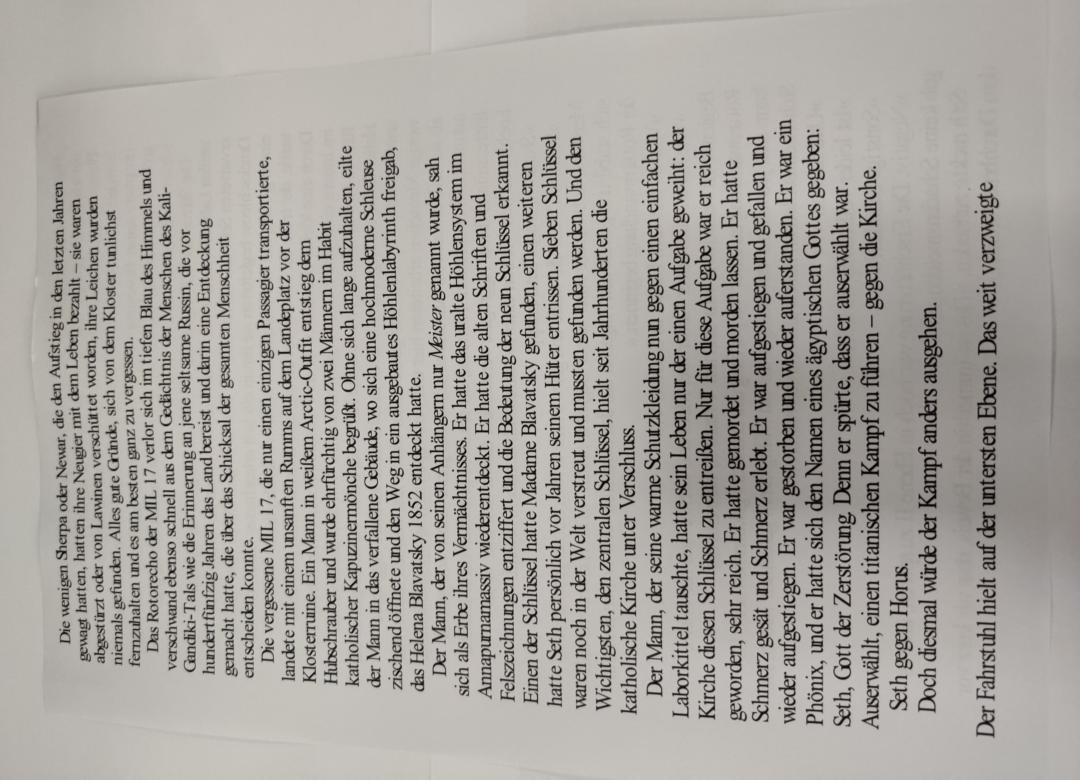 Die wenigen Sherpa oder Newar, die den Aufstieg in den letzten Jahren
gewagt hatten, hatten ihre Neugier mit dem Leben bezahlt – sie waren
abgestürzt oder von Lawinen verschüttet worden, ihre Leichen wurden
niemals gefunden. Alles gute Gründe, sich von dem Kloster tunlichst
fernzuhalten und es am besten ganz zu vergessen.
Das Rotorecho der MIL 17 verlor sich im tiefen Blau des Himmels und
verschwand ebenso schnell aus dem Gedächtnis der Menschen des Kali-
Gandiki-Tals wie die Erinnerung an jene seltsame Russin, die vor
hundertfünfzig Jahren das Land bereist und darin eine Entdeckung
gemacht hatte, die über das Schicksal der gesamten Menschheit
entscheiden konnte.
Die vergessene MIL 17, die nur einen einzigen Passagier transportierte,
landete mit einem unsanften Rumms auf dem Landeplatz vor der
Klosterruine. Ein Mann in weißem Arctic-Outfit entstieg dem
Hubschrauber und wurde ehrfürchtig von zwei Männern im Habit
katholischer Kapuzinermönche begrüßt. Ohne sich lange aufzuhalten, eilte
der Mann in das verfallene Gebäude, wo sich eine hochmoderne Schleuse
zischend öffnete und den Weg in ein ausgebautes Höhlenlabyrinth freigab,
das Helena Blavatsky 1852 entdeckt hatte.
Der Mann, der von seinen Anhängern nur Meister genannt wurde, sah
sich als Erbe ihres Vermächtnisses. Er hatte das uralte Höhlensystem im
Annapurnamassiv wiederentdeckt. Er hatte die alten Schriften und
Felszeichnungen entziffert und die Bedeutung der neun Schlüssel erkannt.
Einen der Schlüssel hatte Madame Blavatsky gefunden, einen weiteren
hatte Seth persönlich vor Jahren seinem Hüter entrissen. Sieben Schlüssel
waren noch in der Welt verstreut und mussten gefunden werden. Und den
Wichtigsten, den zentralen Schlüssel, hielt seit Jahrhunderten die
katholische Kirche unter Verschluss.
Der Mann, der seine warme Schutzkleidung nun gegen einen einfachen
Laborkittel tauschte, hatte sein Leben nur der einen Aufgabe geweiht: der
Kirche diesen Schlüssel zu entreißen. Nur für diese Aufgabe war er reich
geworden, sehr reich. Er hatte gemordet und morden lassen. Er hatte
Schmerz gesät und Schmerz erlebt. Er war aufgestiegen und gefallen und
wieder aufgestiegen. Er war gestorben und wieder auferstanden. Er war ein
Phönix, und er hatte sich den Namen eines ägyptischen Gottes gegeben:
Seth, Gott der Zerstörung. Denn er spürte, dass er auserwählt war.
Auserwählt, einen titanischen Kampf zu führen – gegen die Kirche.
Seth gegen Horus.
Doch diesmal würde der Kampf anders ausgehen.
Der Fahrstuhl hielt auf der untersten Ebene. Das weit verzweigte